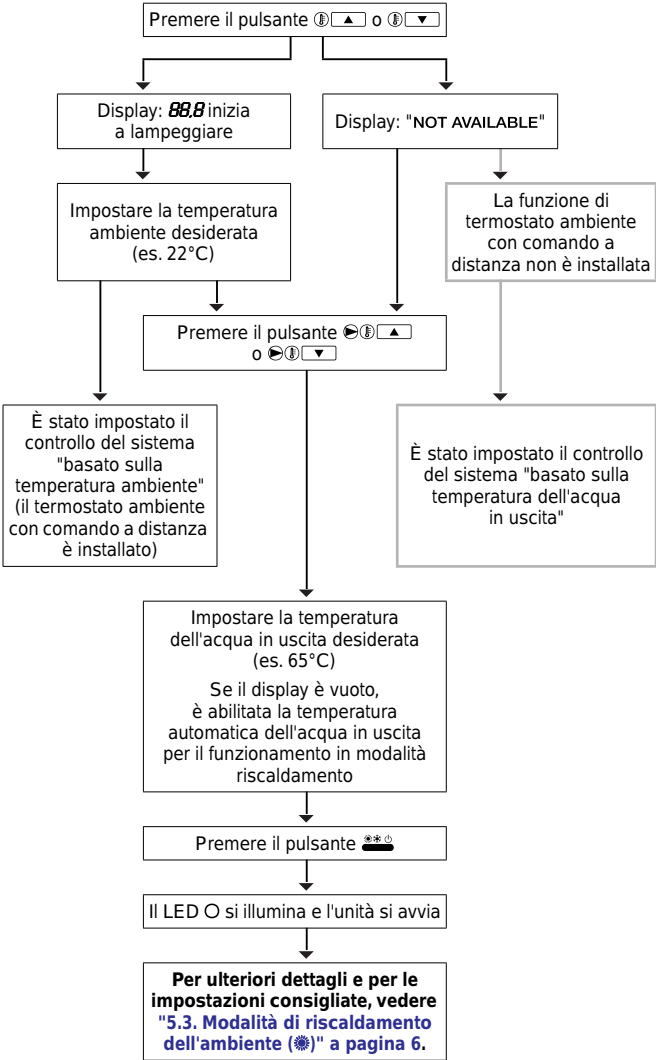 Premere il pulsante ▲ o ▼
Display: 88,8 inizia
a lampeggiare
Display: "NOT AVAILABLE"
Impostare la temperatura
ambiente desiderata
(es. 22°C)
La funzione di
termostato ambiente
con comando a
distanza non è installata
Premere il pulsante ▲
o ▼
È stato impostato il
controllo del sistema
"basato sulla
temperatura ambiente"
(il termostato ambiente
con comando a distanza
è installato)
È stato impostato il controllo
del sistema "basato sulla
temperatura dell'acqua
in uscita"
Impostare la temperatura
dell'acqua in uscita desiderata
(es. 65°C)
Se il display è vuoto,
è abilitata la temperatura
automatica dell'acqua in uscita
per il funzionamento in modalità
riscaldamento
Premere il pulsante
Il LED si illumina e l'unità si avvia
Per ulteriori dettagli e per le
impostazioni consigliate, vedere
"5.3. Modalità di riscaldamento
dell'ambiente ()" a pagina 6.